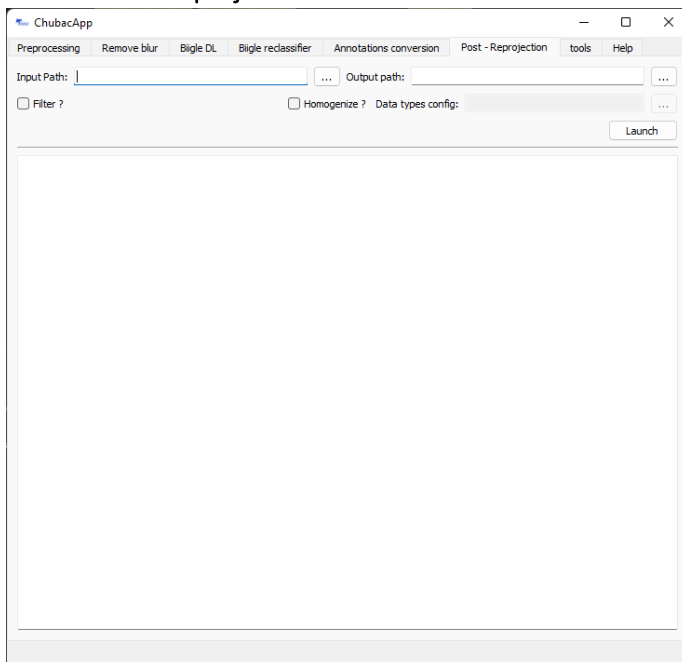 ChubacApp
Preprocessing Remove blur Biigle DL Biigle reclassifier Annotations conversion Post - Reprojection tools Help
Input Path: ... Output path: ...
Filter ? Homogenize ? Data types config: ...
Launch